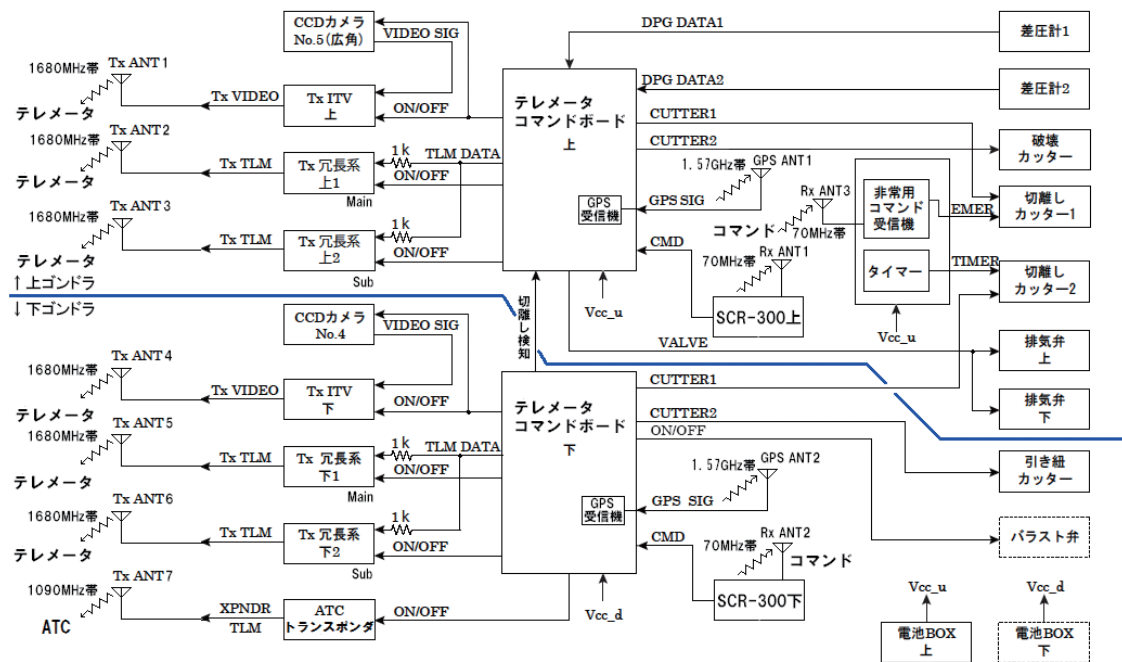 CCDカメラ
No.5(広角)
VIDEO SIG
DPG DATA1
差圧計1
1680MHz帯
Tx ANT1
テレメータ
Tx VIDEO
Tx ITV
上
ON/OFF
テレメータ
コマンドボード
上
DPG DATA2
差圧計2
CUTTER1
CUTTER2
破壊
カッター
1680MHz帯
Tx ANT2
テレメータ
Tx TLM
Tx 冗長系
上1
Main
1k
TLM DATA
ON/OFF
1.57GHz帯
GPS ANT1
GPS
受信機
GPS SIG
Rx ANT3
コマンド
70MHz帯
非常用
コマンド
受信機
EMER
切離し
カッター1
1680MHz帯
Tx ANT3
テレメータ
Tx TLM
Tx 冗長系
上2
Sub
1k
ON/OFF
CMD
70MHz帯
Rx ANT1
SCR-300上
タイマー
TIMER
切離し
カッター2
Vcc_u
Vcc_u
↑上ゴンドラ
↓下ゴンドラ
切離し検知
CCDカメラ
No.4
VIDEO SIG
VALVE
排気弁
上
1680MHz帯
Tx ANT4
テレメータ
Tx VIDEO
Tx ITV
下
ON/OFF
テレメータ
コマンドボード
下
CUTTER1
CUTTER2
ON/OFF
排気弁
下
1680MHz帯
Tx ANT5
テレメータ
Tx TLM
Tx 冗長系
下1
Main
1k
TLM DATA
ON/OFF
1.57GHz帯
GPS ANT2
GPS
受信機
GPS SIG
引き紐
カッター
1680MHz帯
Tx ANT6
テレメータ
Tx TLM
Tx 冗長系
下2
Sub
1k
ON/OFF
CMD
70MHz帯
Rx ANT2
コマンド
SCR-300下
バラスト弁
1090MHz帯
Tx ANT7
ATC
XPNDR
TLM
ATC
トランスポンダ
ON/OFF
Vcc_d
Vcc_u
電池BOX
上
Vcc_d
電池BOX
下